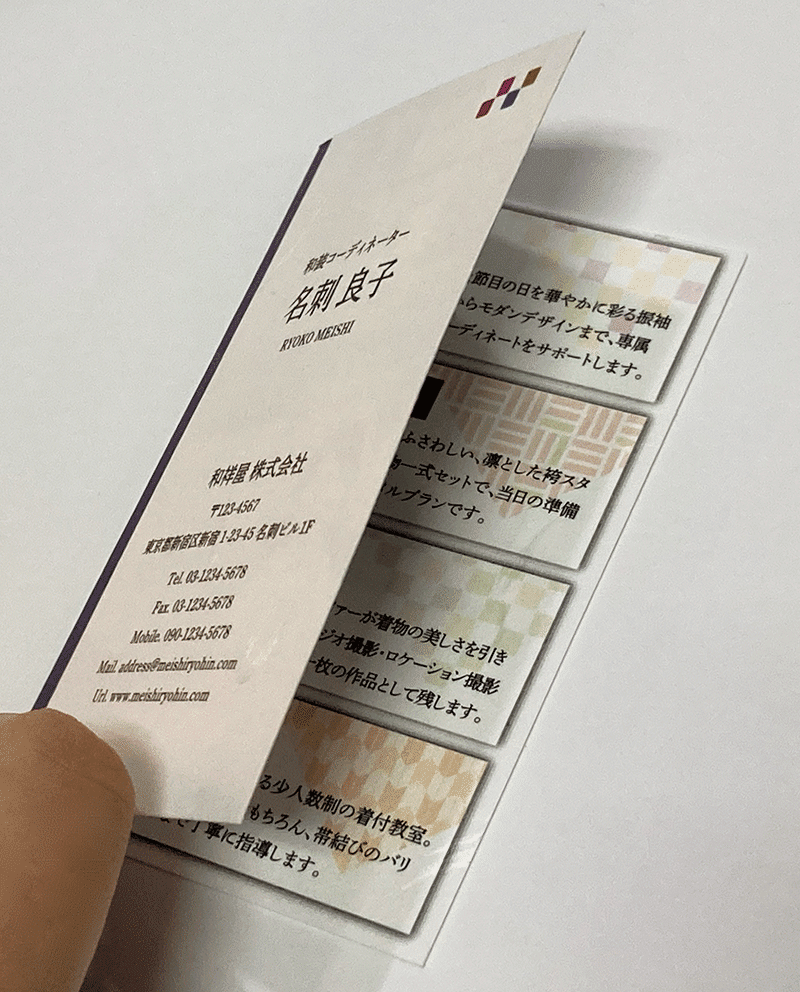 和装コーディネーター
名刺 良子
RYOKO MEISHI
和祥屋 株式会社
〒123-4567
東京都新宿区新宿 1-23-45 名刺ビル1F
Tel. 03-1234-5678
Fax. 03-1234-5678
Mobile. 090-1234-5678
Mail. address@meishiryohin.com
Url. www.meishiryohin.com
節目の日を華やかに彩る振袖
らモダンデザインまで、専属
ーディネートをサポートします。
ふさわしい、凛とした袴スタ
物一式セットで、当日の準備
ルプランです。
ァーが着物の美しさを引き
ジオ撮影・ロケーション撮影
一枚の作品として残します。
る少人数制の着付教室。
もちろん、帯結びのバリ
丁寧に指導します。